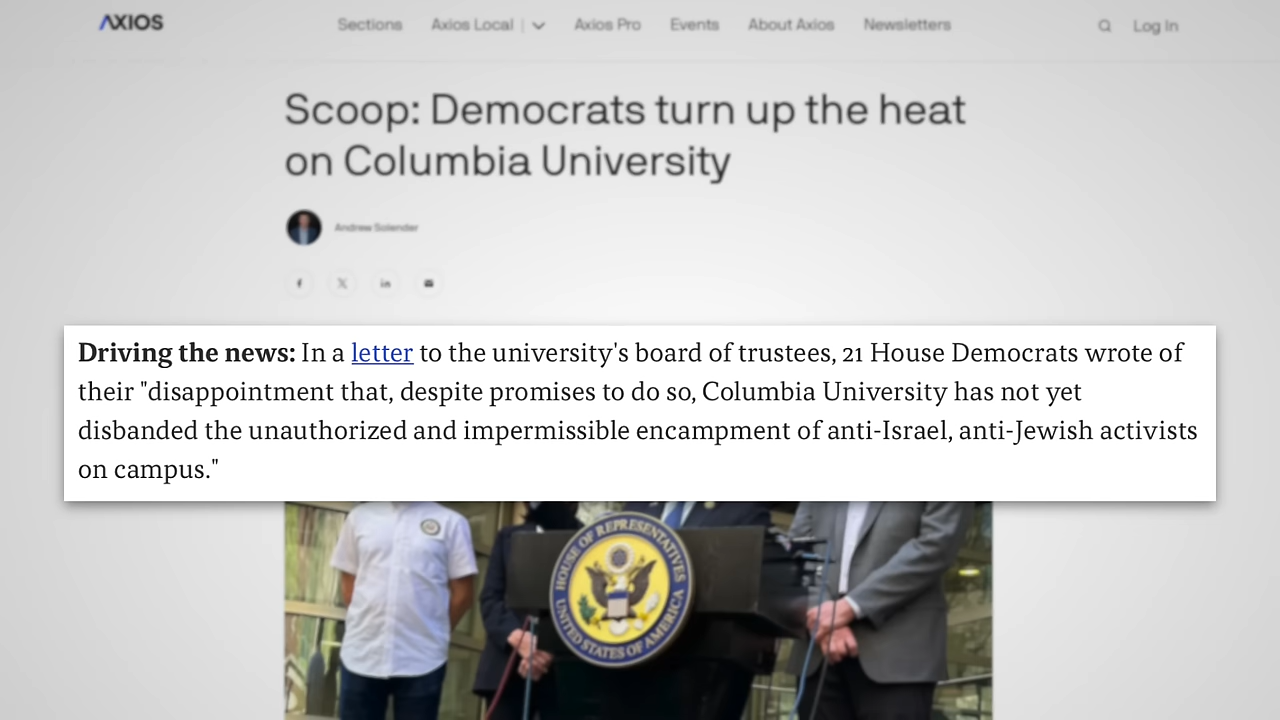 AXIOS
Sections Axios Local | Axios Pro Events About Axios Newsletters Log In
Scoop: Democrats turn up the heat
on Columbia University
Andrew Solender
Driving the news: In a letter to the university's board of trustees, 21 House Democrats wrote of
their "disappointment that, despite promises to do so, Columbia University has not yet
disbanded the unauthorized and impermissible encampment of anti-Israel, anti-Jewish activists
on campus."
HOUSE OF REPRESENTATIVES
UNITED STATES OF AMERICA